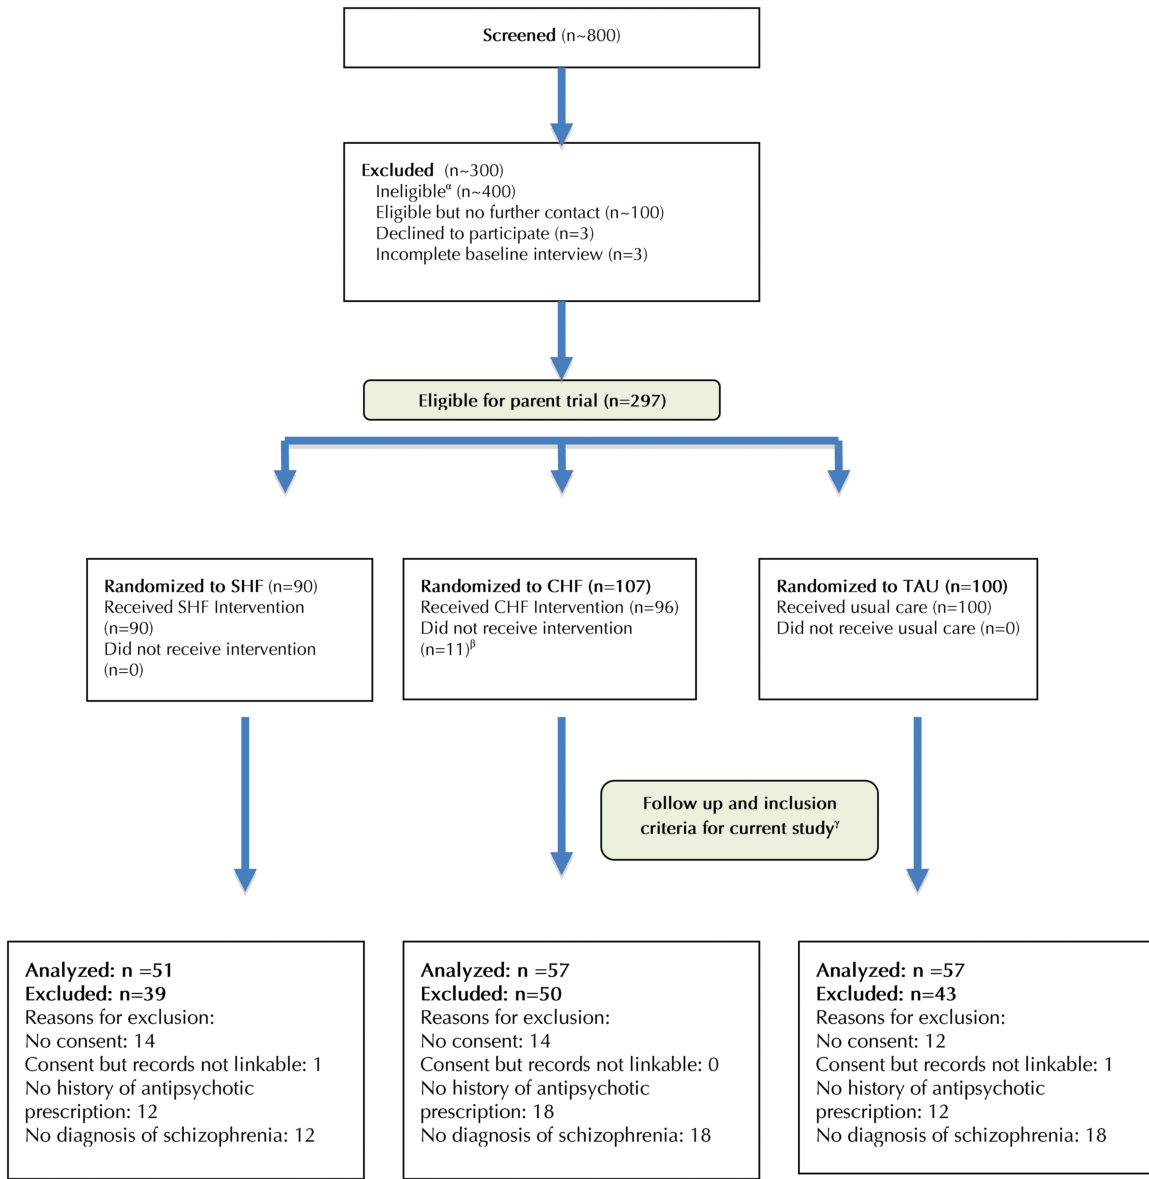 Screened (n~800)
Excluded (n~300)
Ineligibleᵅ (n~400)
Eligible but no further contact (n~100)
Declined to participate (n=3)
Incomplete baseline interview (n=3)
Eligible for parent trial (n=297)
Randomized to SHF (n=90)
Received SHF Intervention
(n=90)
Did not receive intervention
(n=0)
Randomized to CHF (n=107)
Received CHF Intervention (n=96)
Did not receive intervention
(n=11)ᵝ
Randomized to TAU (n=100)
Received usual care (n=100)
Did not receive usual care (n=0)
Follow up and inclusion
criteria for current studyᵞ
Analyzed: n =51
Excluded: n=39
Reasons for exclusion:
No consent: 14
Consent but records not linkable: 1
No history of antipsychotic
prescription: 12
No diagnosis of schizophrenia: 12
Analyzed: n =57
Excluded: n=50
Reasons for exclusion:
No consent: 14
Consent but records not linkable: 0
No history of antipsychotic
prescription: 18
No diagnosis of schizophrenia: 18
Analyzed: n =57
Excluded: n=43
Reasons for exclusion:
No consent: 12
Consent but records not linkable: 1
No history of antipsychotic
prescription: 12
No diagnosis of schizophrenia: 18